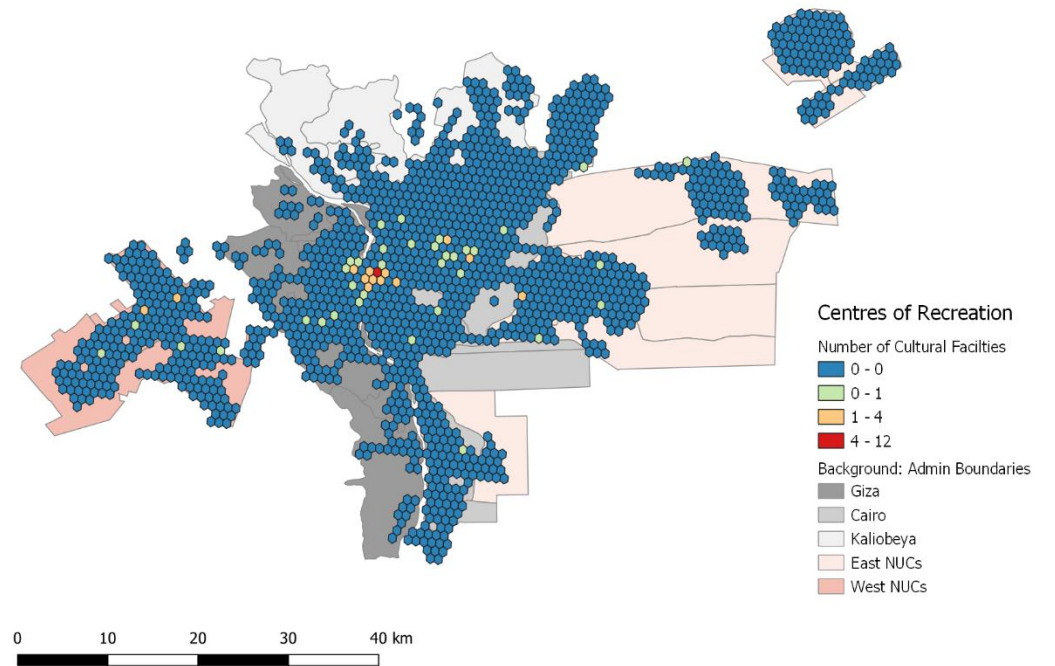 Centres of Recreation
Number of Cultural Facilties
0 - 0
0 - 1
1 - 4
4 - 12
Background: Admin Boundaries
Giza
Cairo
Kaliobeya
East NUCs
West NUCs
0 10 20 30 40 km